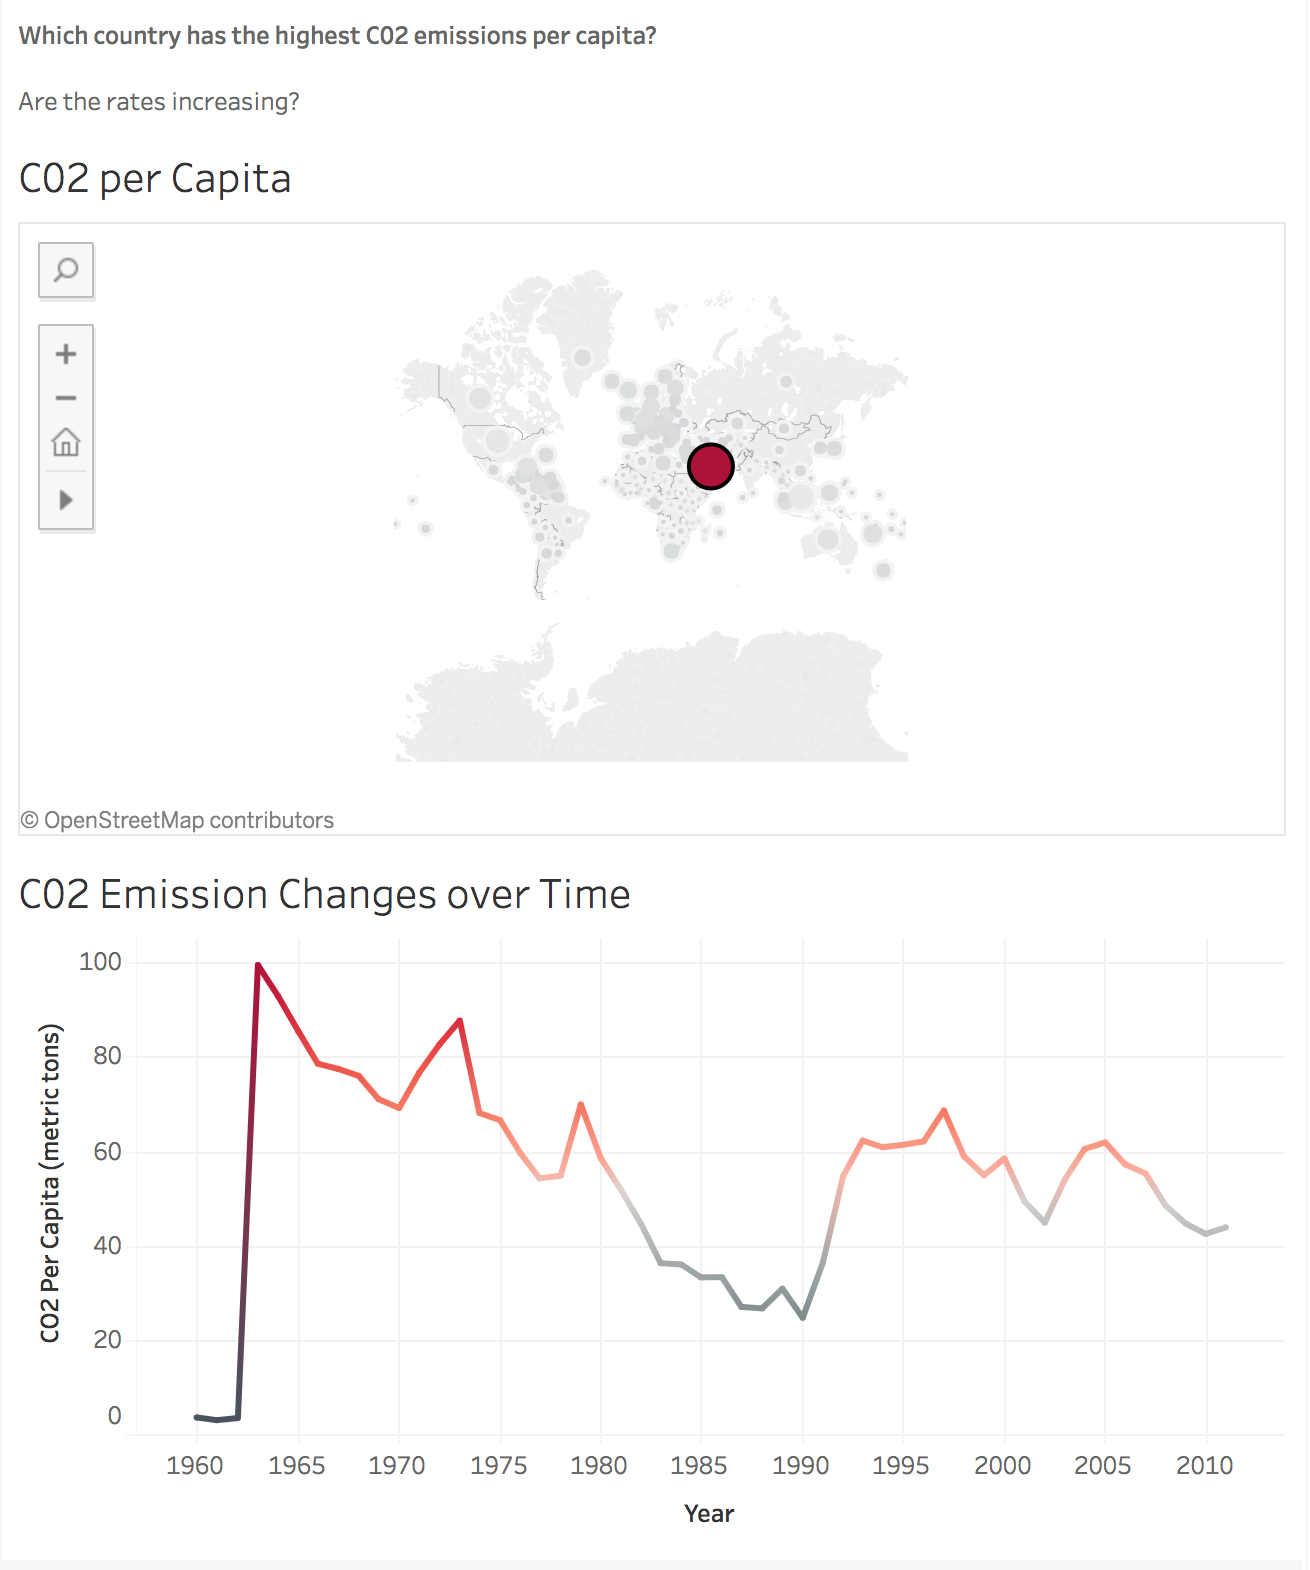 Which country has the highest C02 emissions per capita?
Are the rates increasing?
C02 per Capita
© OpenStreetMap contributors
C02 Emission Changes over Time
CO2 Per Capita (metric tons)
100
80
60
40
20
0
1960 1965 1970 1975 1980 1985 1990 1995 2000 2005 2010
Year